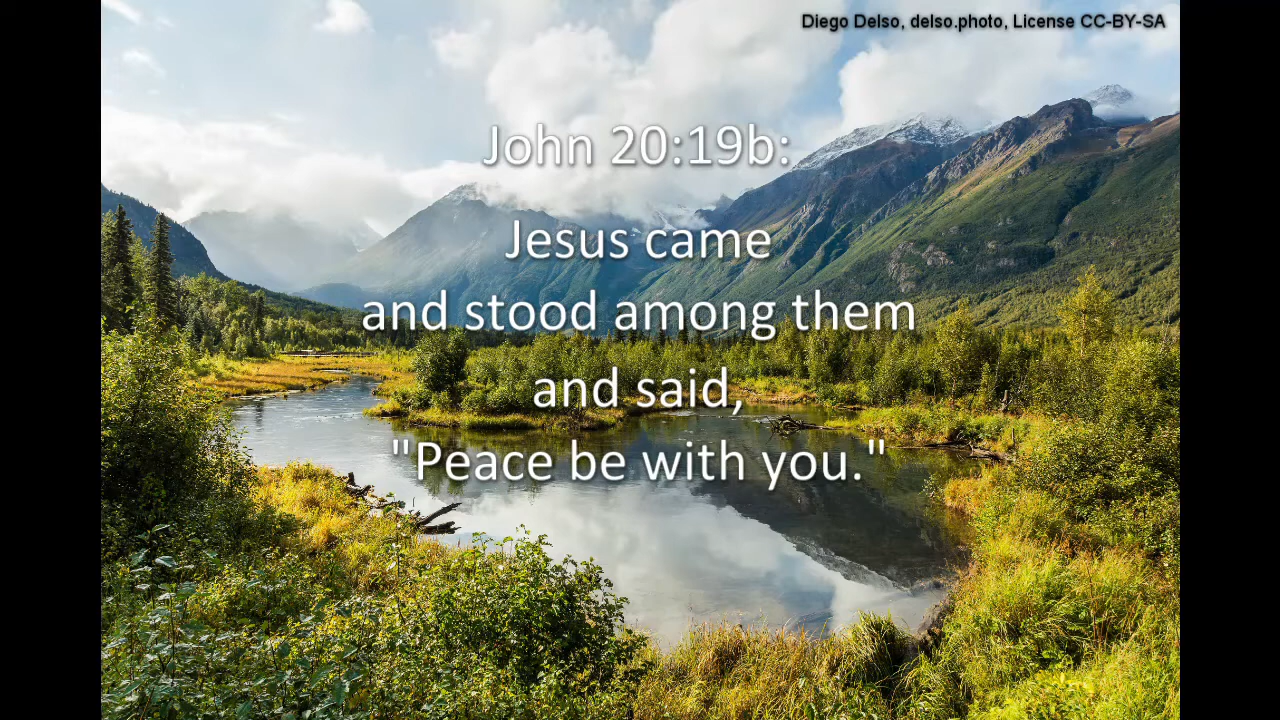 Diego Delso, delso.photo, License CC-BY-SA
John 20:19b:
Jesus came
and stood among them
and said,
"Peace be with you."